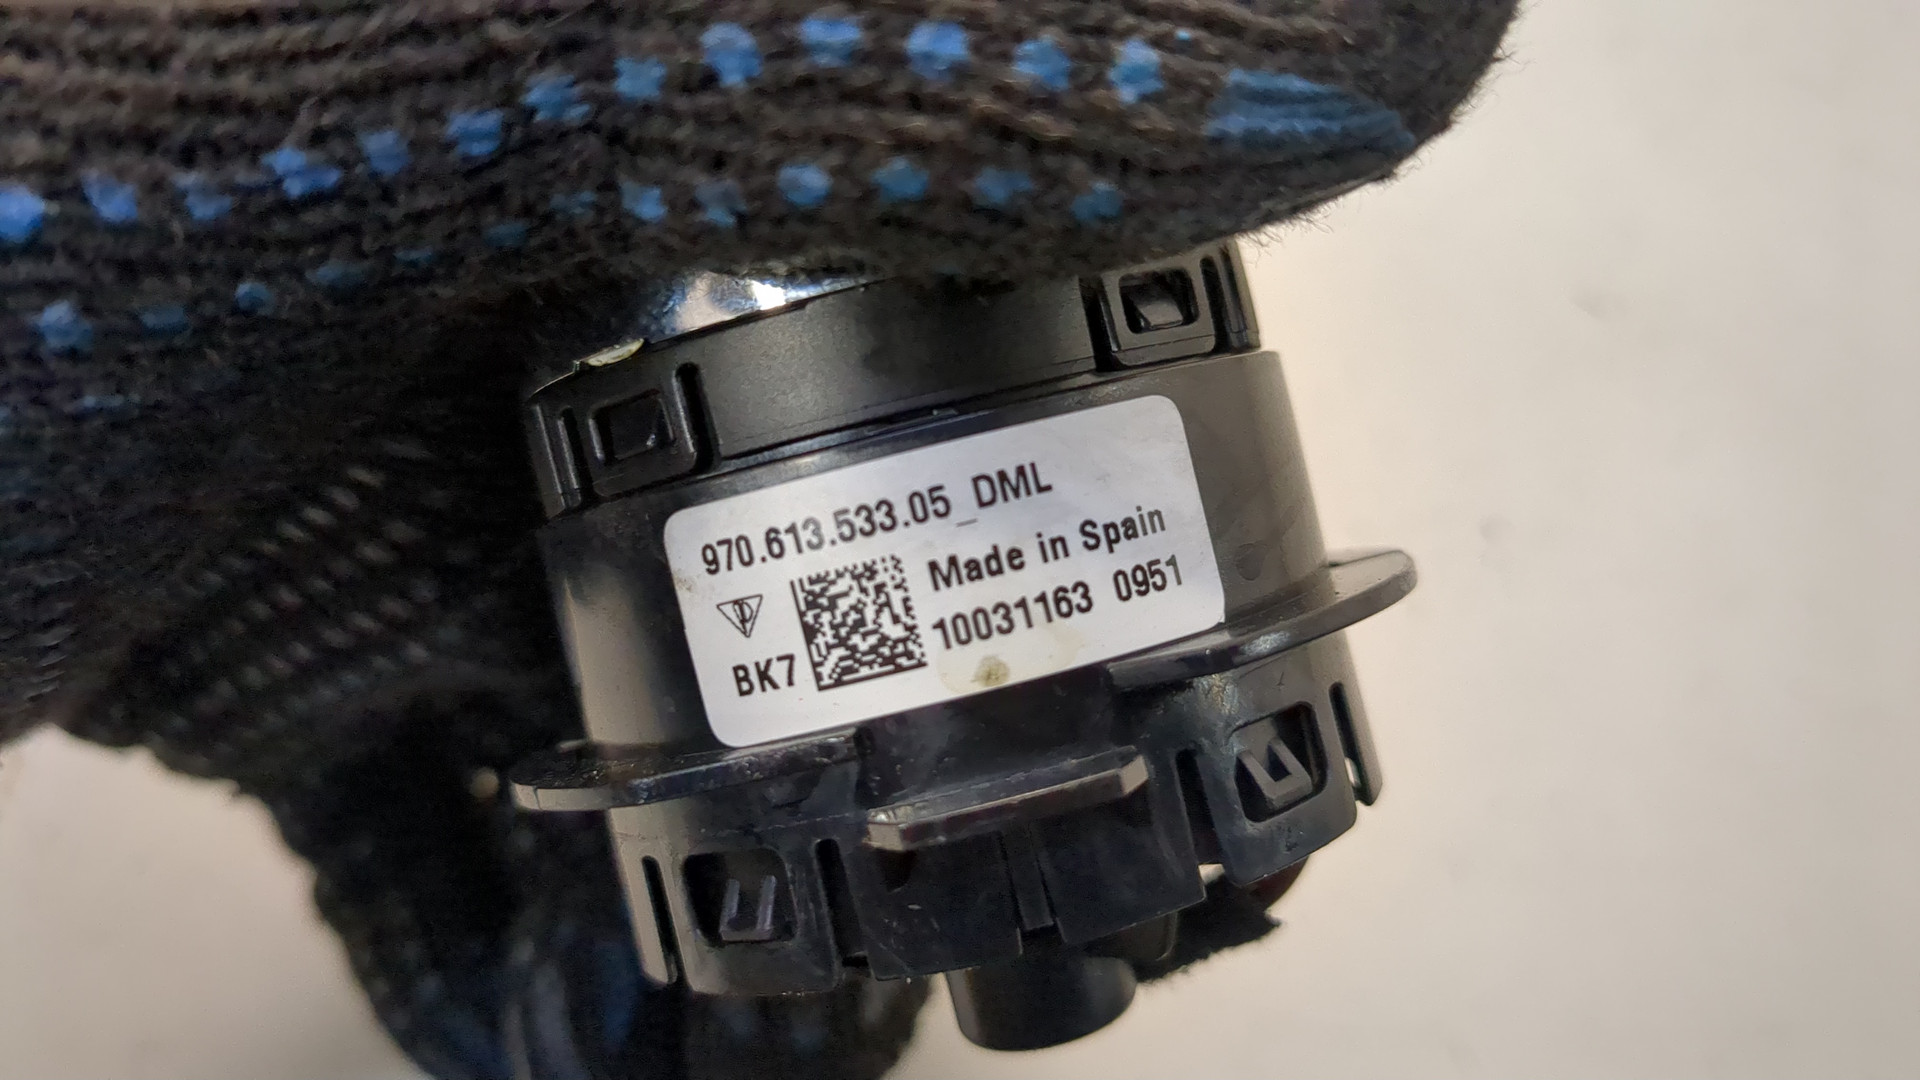 970.613.533.05_DML
Made in Spain
10031163 0951
BK7